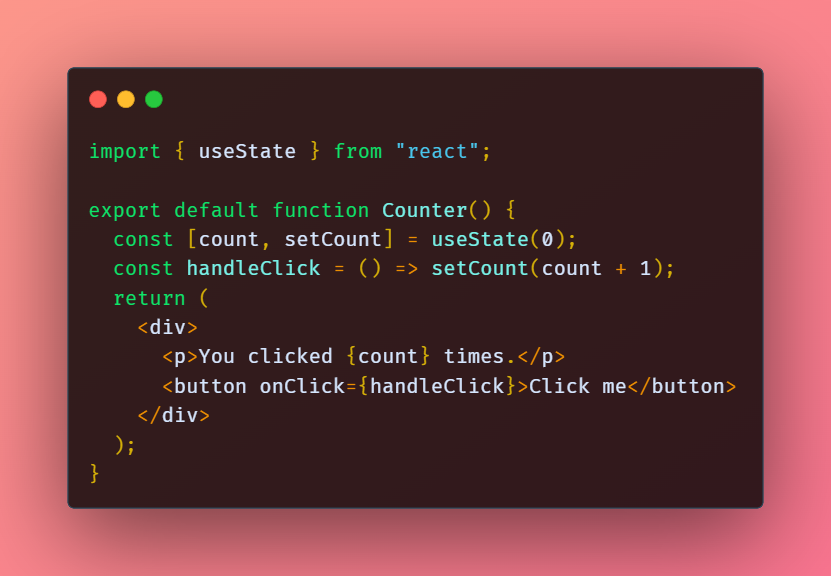 import { useState } from "react";

export default function Counter() {
  const [count, setCount] = useState(0);
  const handleClick = () => setCount(count + 1);
  return (
    <div>
      <p>You clicked {count} times.</p>
      <button onClick={handleClick}>Click me</button>
    </div>
  );
}